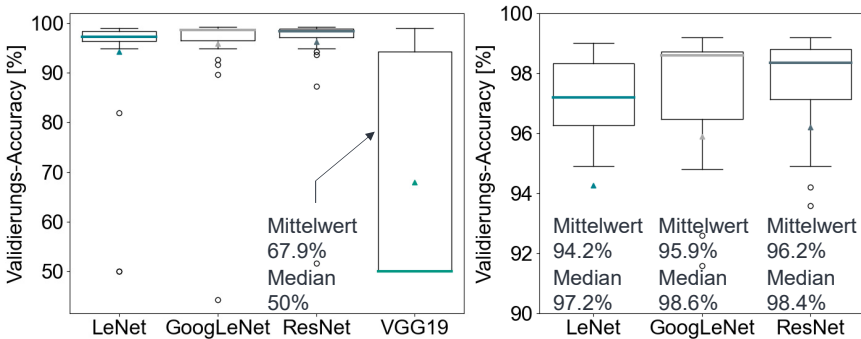 Validierungs-Accuracy [%]
100
90
80
70
60
50
Mittelwert
67.9%
Median
50%
LeNet
GoogLeNet
ResNet
VGG19
Validierungs-Accuracy [%]
100
98
96
94
92
90
Mittelwert
94.2%
Median
97.2%
Mittelwert
95.9%
Median
98.6%
Mittelwert
96.2%
Median
98.4%
LeNet
GoogLeNet
ResNet